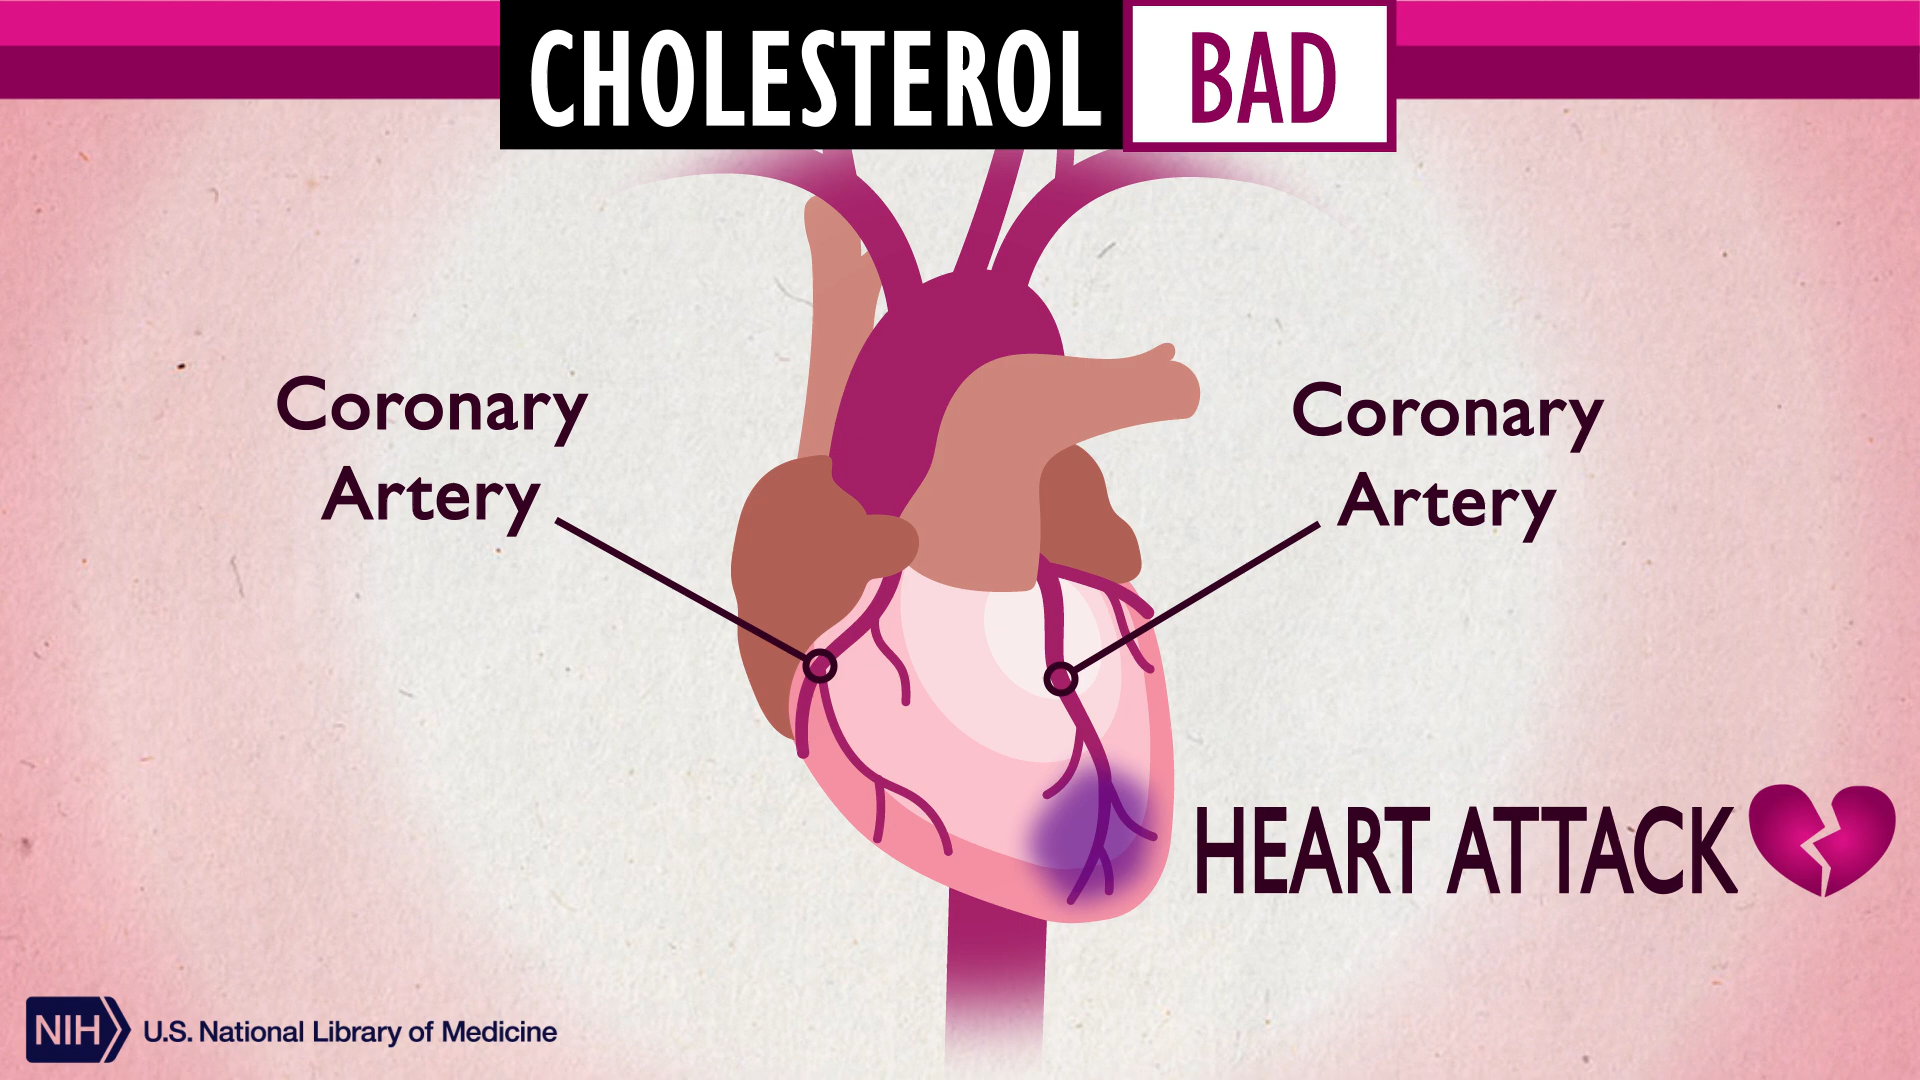 CHOLESTEROL BAD
Coronary
Artery
Coronary
Artery
HEART ATTACK
NIH U.S. National Library of Medicine